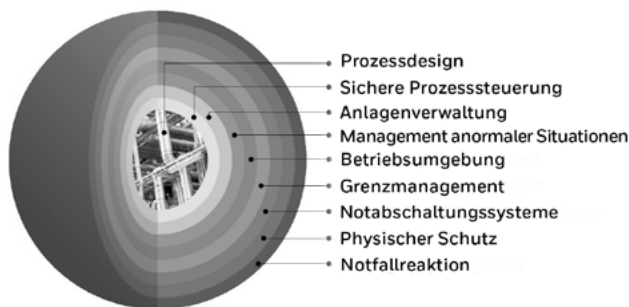 Prozessdesign
Sichere Prozesssteuerung
Anlagenverwaltung
Management anormaler Situationen
Betriebsumgebung
Grenzmanagement
Notabschaltungssysteme
Physischer Schutz
Notfallreaktion